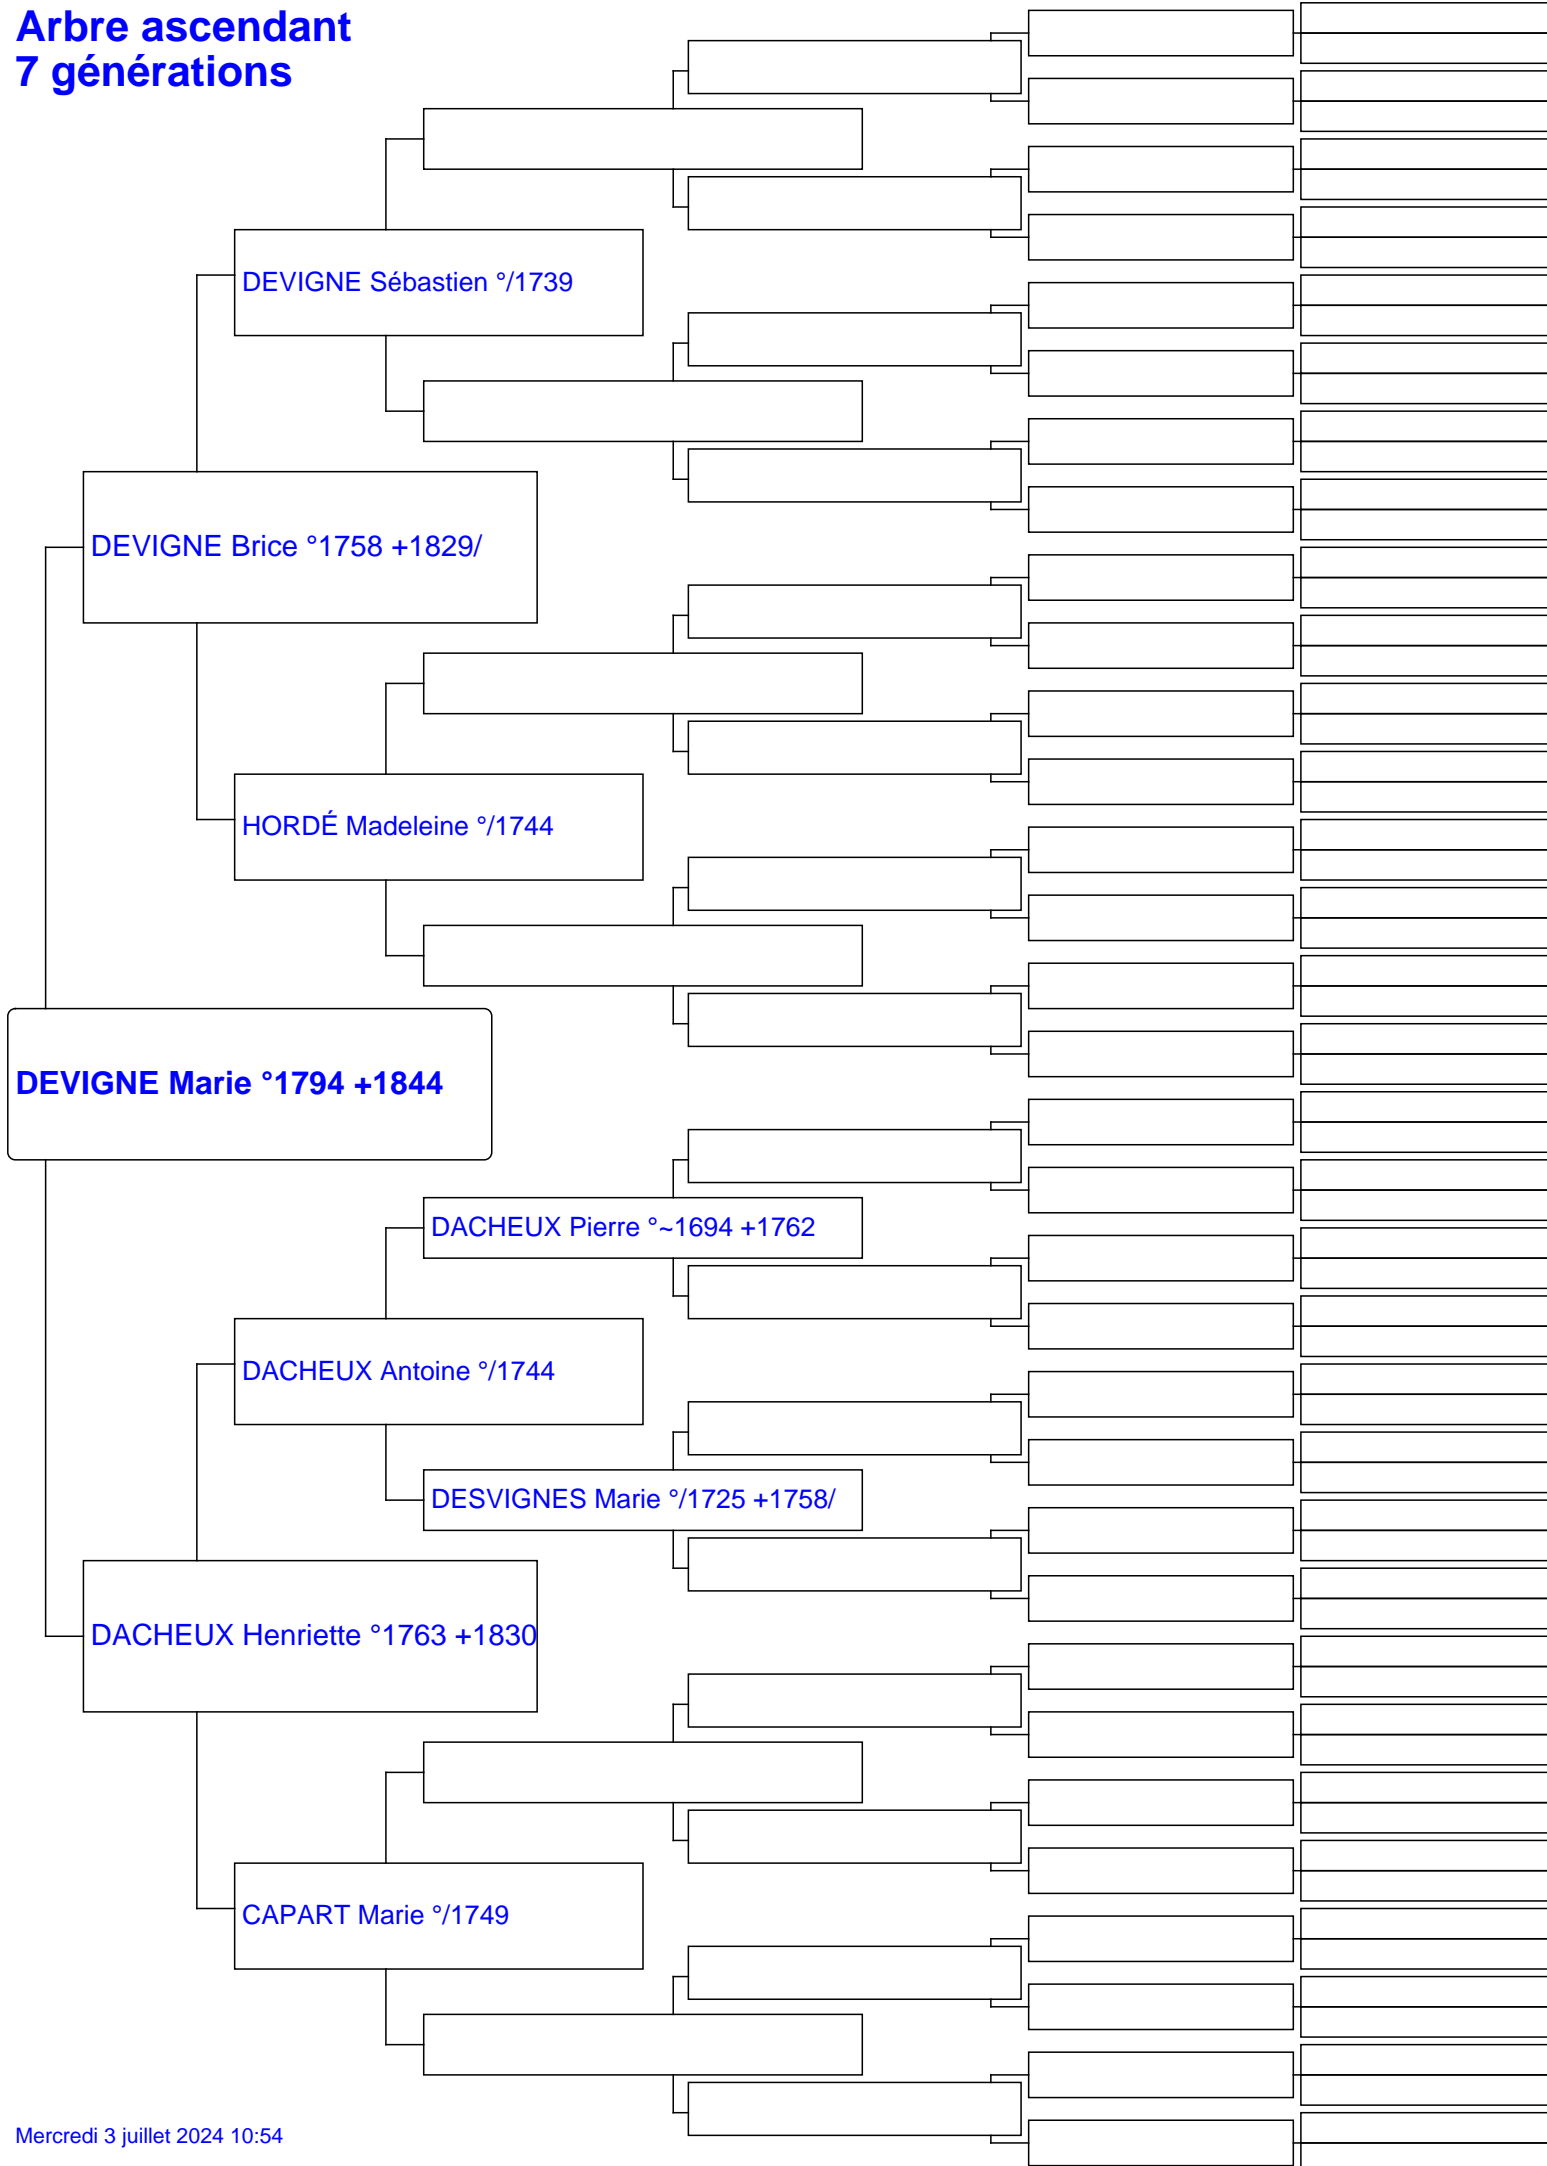 Arbre ascendant
7 générations
DEVIGNE Sébastien °/1739
DEVIGNE Brice °1758 +1829/
HORDÉ Madeleine °/1744
DEVIGNE Marie °1794 +1844
DACHEUX Pierre °~1694 +1762
DACHEUX Antoine °/1744
DESVIGNES Marie °/1725 +1758/
DACHEUX Henriette °1763 +1830
CAPART Marie °/1749
Mercredi 3 juillet 2024 10:54